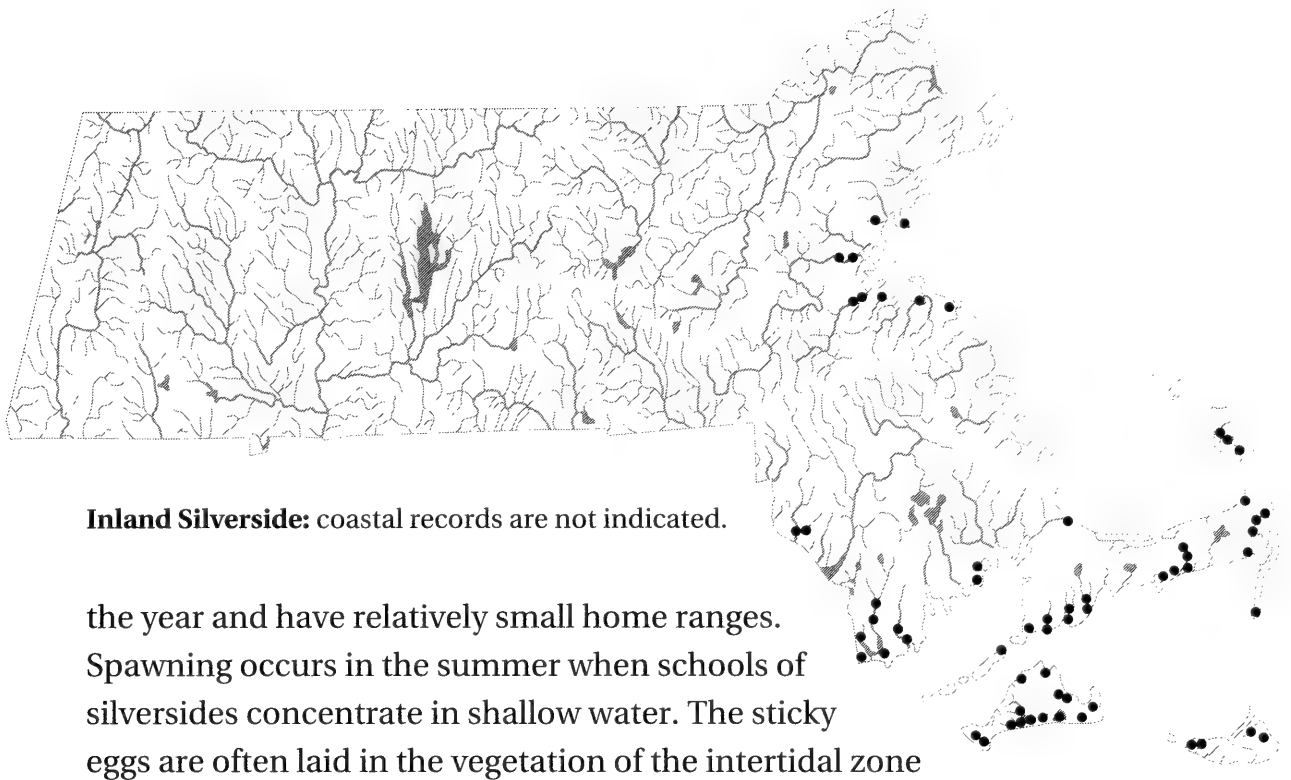 Inland Silverside: coastal records are not indicated.
the year and have relatively small home ranges.
Spawning occurs in the summer when schools of
silversides concentrate in shallow water. The sticky
eggs are often laid in the vegetation of the intertidal zone